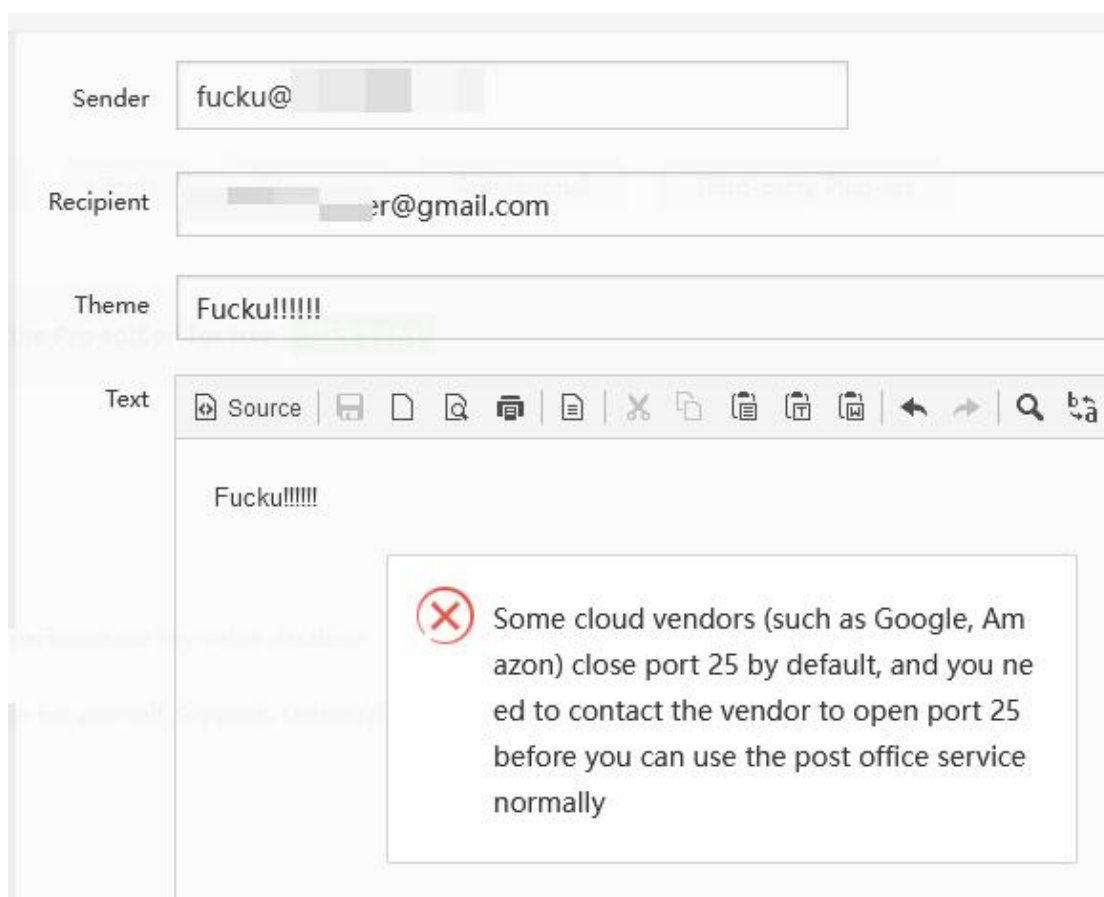 Sender
fucku@
Recipient
er@gmail.com
Theme
Fucku!!!!!!
Text
Source
Fucku!!!!!!
Some cloud vendors (such as Google, Am
azon) close port 25 by default, and you ne
ed to contact the vendor to open port 25
before you can use the post office service
normally